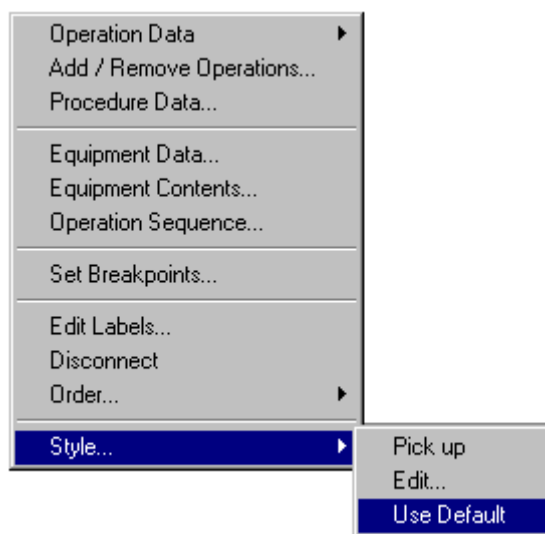 Operation Data
Add / Remove Operations...
Procedure Data...
Equipment Data...
Equipment Contents...
Operation Sequence...
Set Breakpoints...
Edit Labels...
Disconnect
Order...
Style...
Pick up
Edit...
Use Default